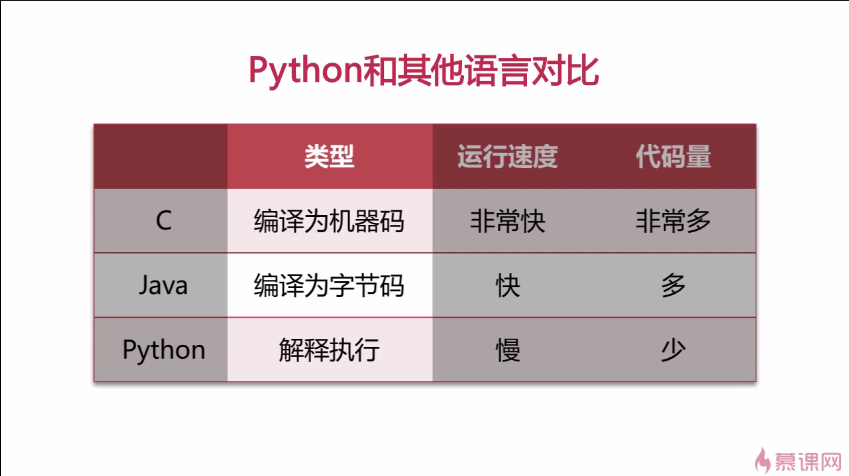 Python和其他语言对比
类型 运行速度 代码量
C 编译为机器码 非常快 非常多
Java 编译为字节码 快 多
Python 解释执行 慢 少
慕课网